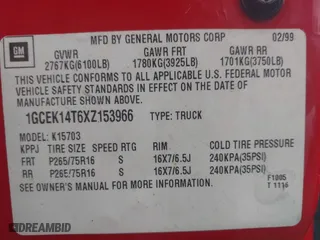 GM
MFD BY GENERAL MOTORS CORP 02/99
GVWR GAWR FRT GAWR RR
2767KG(6100LB) 1780KG(3925LB) 1701KG(3750LB)
THIS VEHICLE CONFORMS TO ALL APPLICABLE U.S. FEDERAL MOTOR
VEHICLE SAFETY STANDARDS IN EFFECT ON THE DATE OF
MANUFACTURE SHOWN ABOVE.
1GCEK14T6XZ153966 TYPE: TRUCK
MODEL: K15703
KPPJ TIRE SIZE SPEED RTG RIM COLD TIRE PRESSURE
FRT P265/75R16 S 16X7/6.5J 240KPA(35PSI)
RR P265/75R16 S 16X7/6.5J 240KPA(35PSI)
SEE OWNER'S MANUAL FOR MORE INFORMATION.
F1005
T 1116
DREAMBID